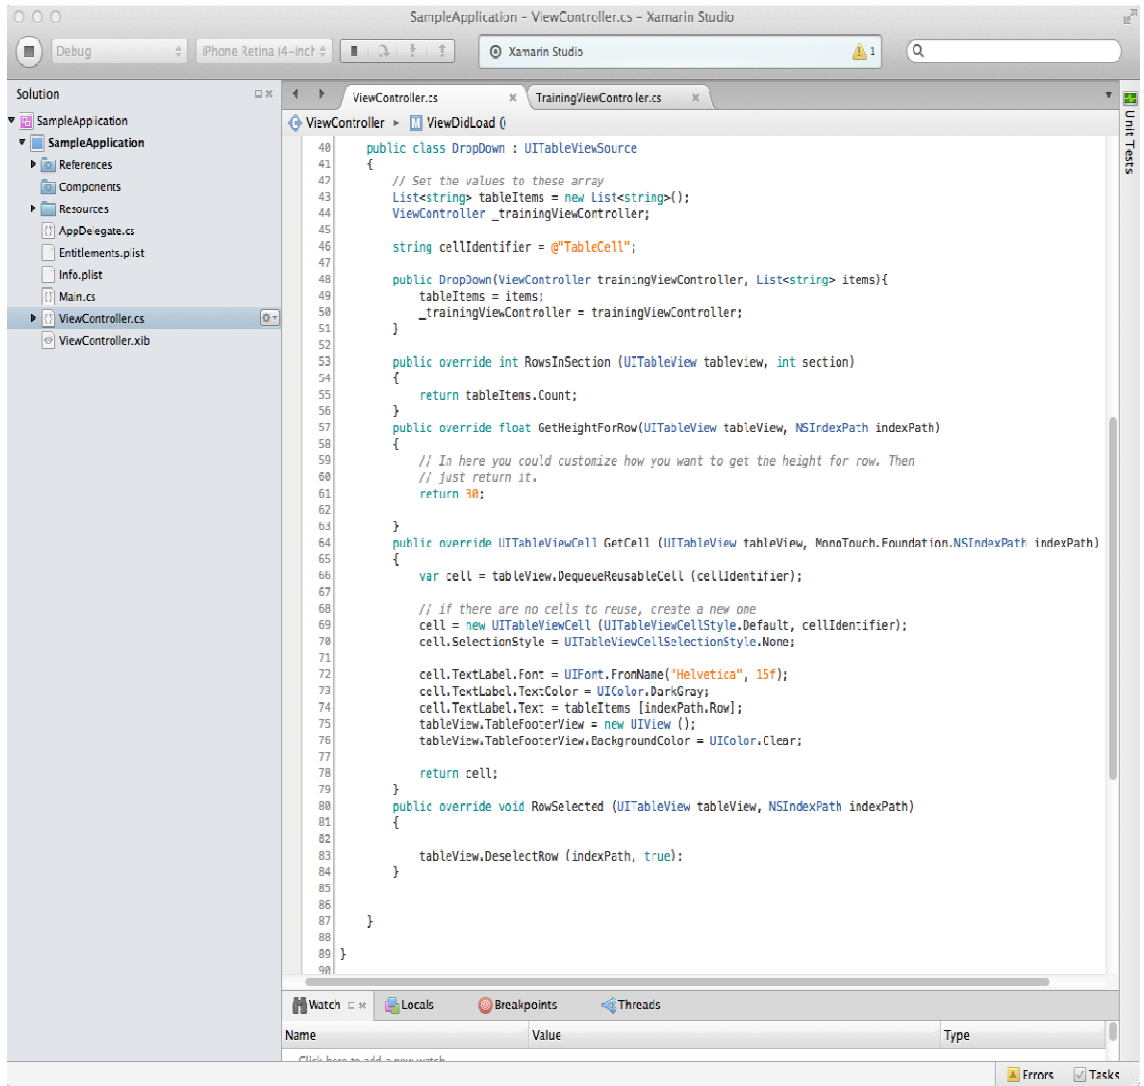 SampleApplication – ViewController.cs – Xamarin Studio
Debug
iPhone Retina (4-inch
Xamarin Studio
1
Solution
ViewController.cs
TrainingViewController.cs
SampleApplication
SampleApplication
References
Components
Resources
AppDelegate.cs
Entitlements.plist
Info.plist
Main.cs
ViewController.cs
ViewController.xib
ViewController ▸ M ViewDidLoad ()
40 public class DropDown : UITableViewSource
41 {
42 // Set the values to these array
43 List<string> tableItems = new List<string>();
44 ViewController _trainingViewController;
45
46 string cellIdentifier = @"TableCell";
47
48 public DropDown(ViewController trainingViewController, List<string> items){
49 tableItems = items;
50 _trainingViewController = trainingViewController;
51 }
52
53 public override int RowsInSection (UITableView tableview, int section)
54 {
55 return tableItems.Count;
56 }
57 public override float GetHeightForRow(UITableView tableView, NSIndexPath indexPath)
58 {
59 // In here you could customize how you want to get the height for row. Then
60 // just return it.
61 return 30;
62
63 }
64 public override UITableViewCell GetCell (UITableView tableView, MonoTouch.Foundation.NSIndexPath indexPath)
65 {
66 var cell = tableView.DequeueReusableCell (cellIdentifier);
67
68 // if there are no cells to reuse, create a new one
69 cell = new UITableViewCell (UITableViewCellStyle.Default, cellIdentifier);
70 cell.SelectionStyle = UITableViewCellSelectionStyle.None;
71
72 cell.TextLabel.Font = UIFont.FromName("Helvetica", 15f);
73 cell.TextLabel.TextColor = UIColor.DarkGray;
74 cell.TextLabel.Text = tableItems [indexPath.Row];
75 tableView.TableFooterView = new UIView ();
76 tableView.TableFooterView.BackgroundColor = UIColor.Clear;
77
78 return cell;
79 }
80 public override void RowSelected (UITableView tableView, NSIndexPath indexPath)
81 {
82
83 tableView.DeselectRow (indexPath, true);
84 }
85
86
87 }
88
89 }
90
Unit Tests
Watch
Locals
Breakpoints
Threads
Name
Value
Type
Click here to add a new watch
Errors
Tasks